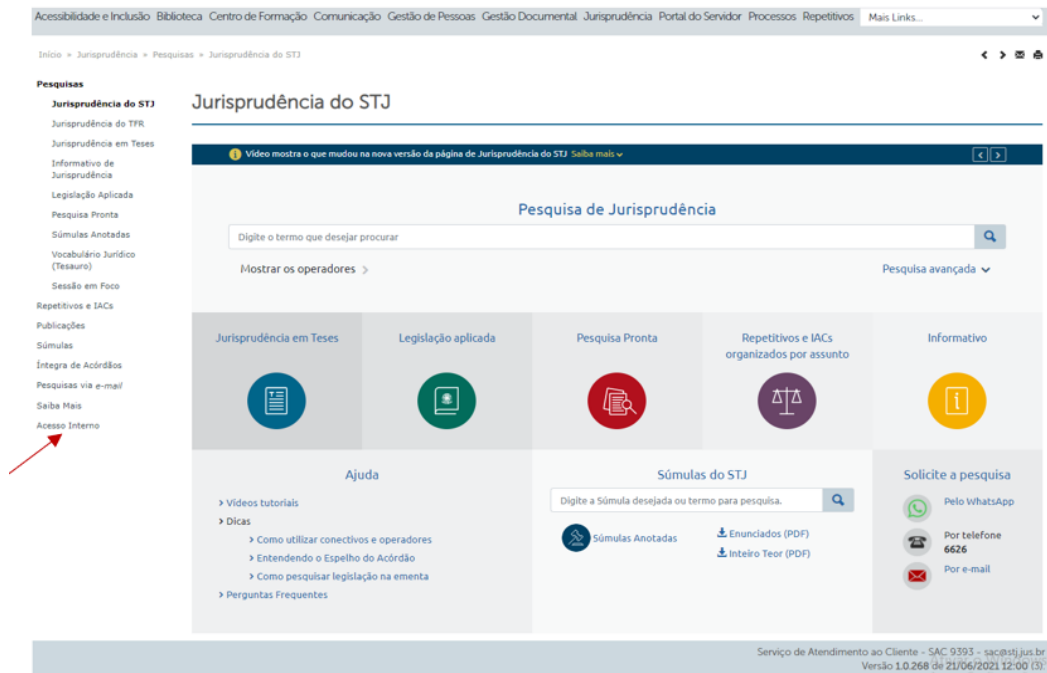 Acessibilidade e Inclusão Biblioteca Centro de Formação Comunicação Gestão de Pessoas Gestão Documental Jurisprudência Portal do Servidor Processos Repetitivos Mais Links...
Início » Jurisprudência » Pesquisas » Jurisprudência do STJ
Pesquisas
Jurisprudência do STJ
Jurisprudência do TFR
Jurisprudência em Teses
Informativo de
Jurisprudência
Legislação Aplicada
Pesquisa Pronta
Súmulas Anotadas
Vocabulário Jurídico
(Tesauro)
Sessão em Foco
Repetitivos e IACs
Publicações
Súmulas
Íntegra de Acórdãos
Pesquisas via e-mail
Saiba Mais
Acesso Interno
Jurisprudência do STJ
Vídeo mostra o que mudou na nova versão da página de Jurisprudência do STJ Saiba mais
Pesquisa de Jurisprudência
Digite o termo que desejar procurar
Mostrar os operadores
Pesquisa avançada
Jurisprudência em Teses
Legislação aplicada
Pesquisa Pronta
Repetitivos e IACs
organizados por assunto
Informativo
Ajuda
Vídeos tutoriais
Dicas
Como utilizar conectivos e operadores
Entendendo o Espelho do Acórdão
Como pesquisar legislação na ementa
Perguntas Frequentes
Súmulas do STJ
Digite a Súmula desejada ou termo para pesquisa.
Súmulas Anotadas
Enunciados (PDF)
Inteiro Teor (PDF)
Solicite a pesquisa
Pelo WhatsApp
Por telefone
6626
Por e-mail
Serviço de Atendimento ao Cliente - SAC 9393 - sac@stj.jus.br
Versão 1.0.268 de 21/06/2021 12:00 (3)